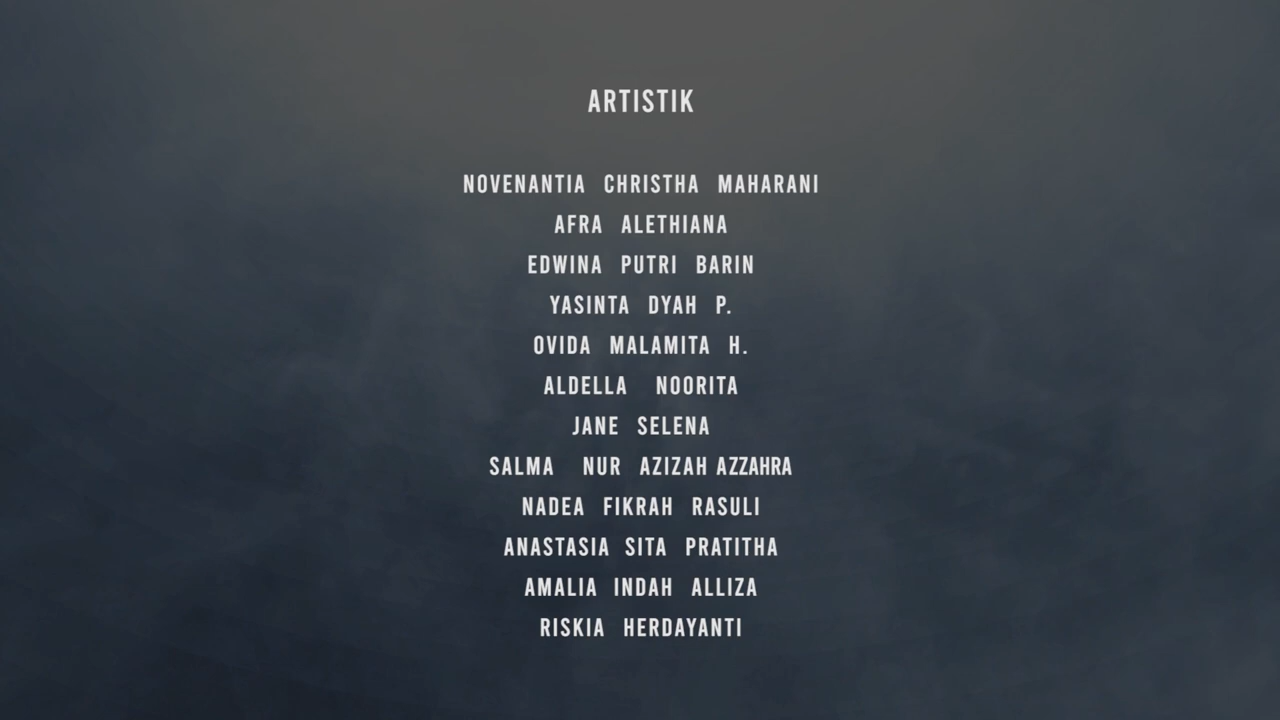 ARTISTIK
NOVENANTIA CHRISTHA MAHARANI
AFRA ALETHIANA
EDWINA PUTRI BARIN
YASINTA DYAH P.
OVIDA MALAMITA H.
ALDELLA NOORITA
JANE SELENA
SALMA NUR AZIZAH AZZAHRA
NADEA FIKRAH RASULI
ANASTASIA SITA PRATITHA
AMALIA INDAH ALLIZA
RISKIA HERDAYANTI